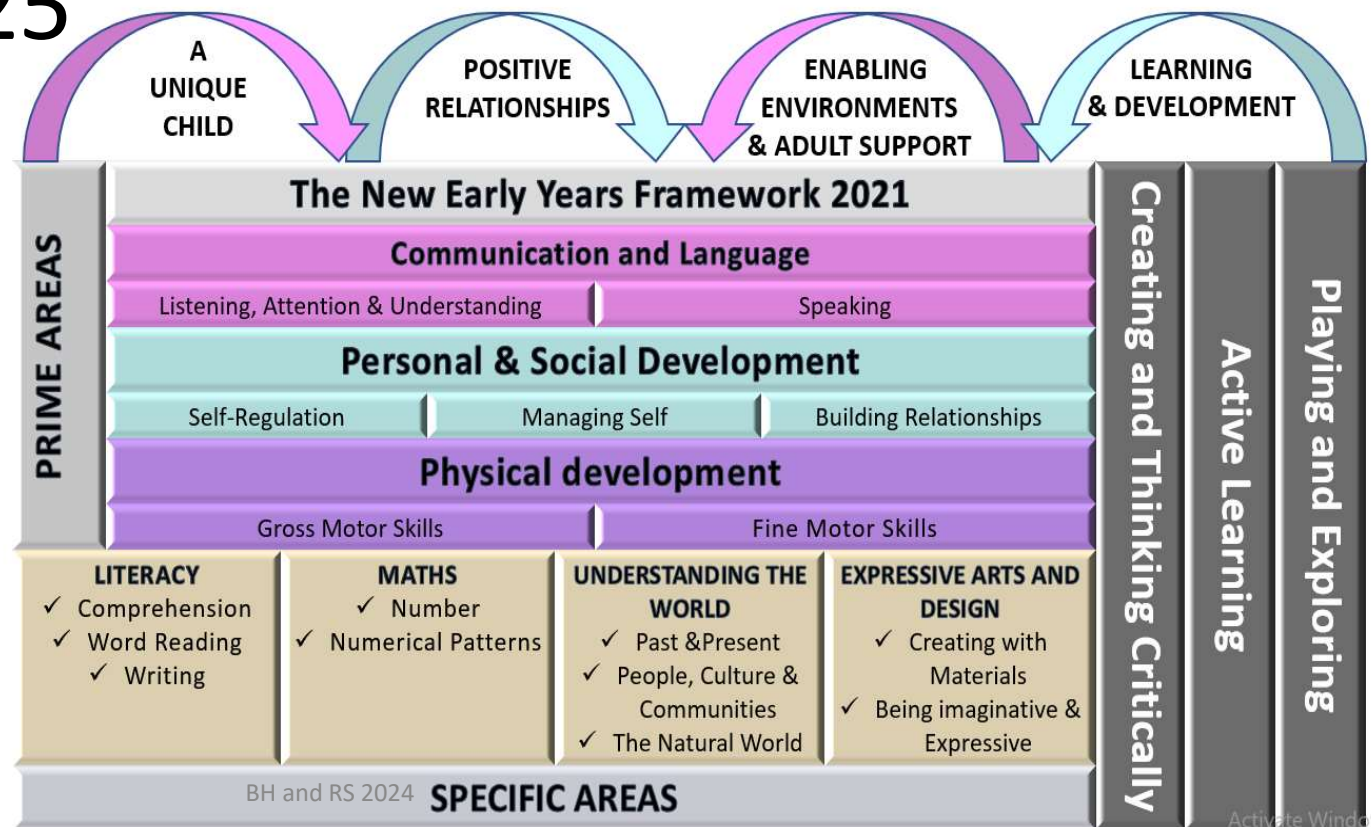 25
A
UNIQUE
CHILD
POSITIVE
RELATIONSHIPS
ENABLING
ENVIRONMENTS
& ADULT SUPPORT
LEARNING
& DEVELOPMENT
PRIME AREAS
The New Early Years Framework 2021
Communication and Language
Listening, Attention & Understanding
Speaking
Personal & Social Development
Self-Regulation
Managing Self
Building Relationships
Physical development
Gross Motor Skills
Fine Motor Skills
LITERACY
✓ Comprehension
✓ Word Reading
✓ Writing
MATHS
✓ Number
✓ Numerical Patterns
UNDERSTANDING THE
WORLD
✓ Past &Present
✓ People, Culture &
Communities
✓ The Natural World
EXPRESSIVE ARTS AND
DESIGN
✓ Creating with
Materials
✓ Being imaginative &
Expressive
BH and RS 2024
SPECIFIC AREAS
Creating and Thinking Critically
Active Learning
Playing and Exploring
Activate Windo